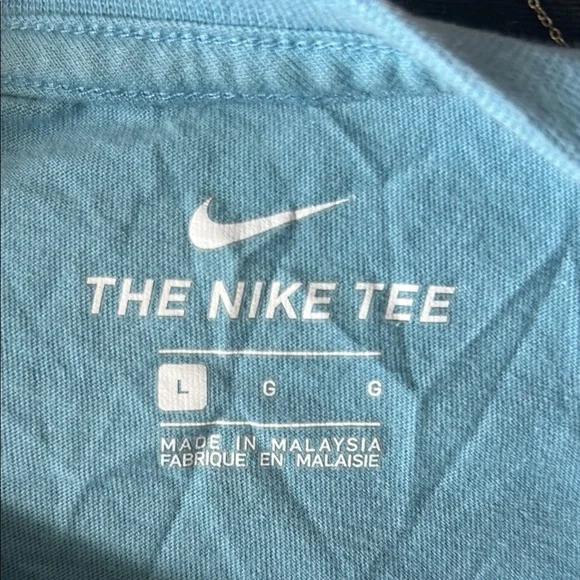 THE NIKE TEE
L G G
MADE IN MALAYSIA
FABRIQUE EN MALAISIE